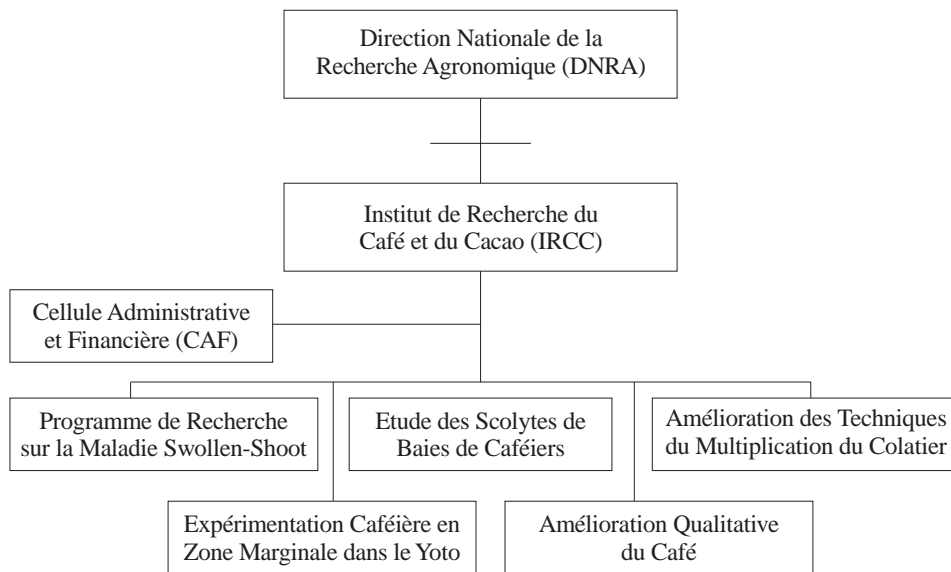 Direction Nationale de la
Recherche Agronomique (DNRA)
Institut de Recherche du
Café et du Cacao (IRCC)
Cellule Administrative
et Financière (CAF)
Programme de Recherche
sur la Maladie Swollen-Shoot
Etude des Scolytes de
Baies de Caféiers
Amélioration des Techniques
du Multiplication du Colatier
Expérimentation Caféière en
Zone Marginale dans le Yoto
Amélioration Qualitative
du Café